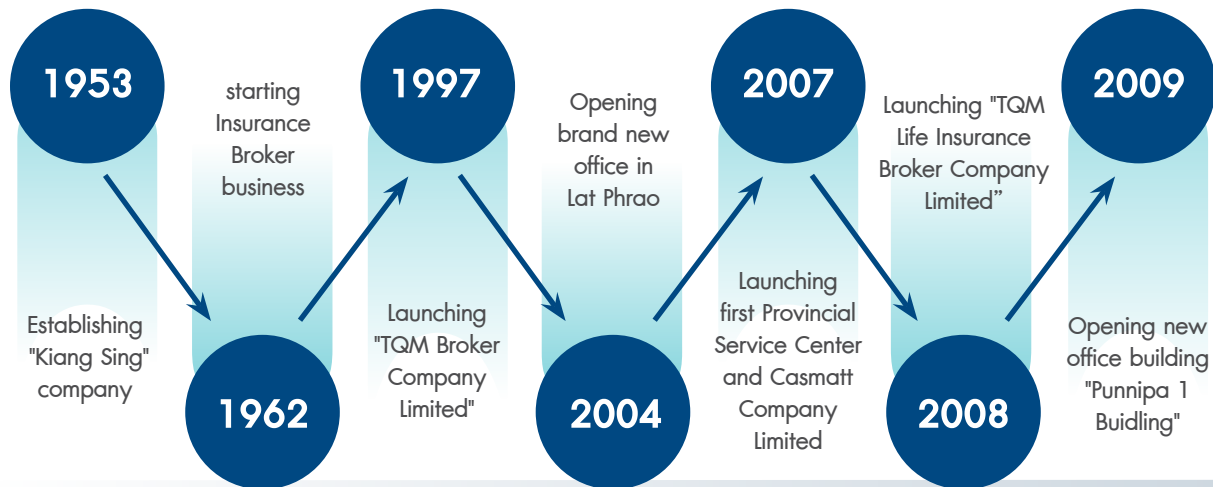 1953
Establishing
"Kiang Sing"
company
starting
Insurance
Broker
business
1962
1997
Launching
"TQM Broker
Company
Limited"
Opening
brand new
office in
Lat Phrao
2004
2007
Launching
first Provincial
Service Center
and Casmatt
Company
Limited
Launching "TQM
Life Insurance
Broker Company
Limited”
2008
2009
Opening new
office building
"Punnipa 1
Buidling"